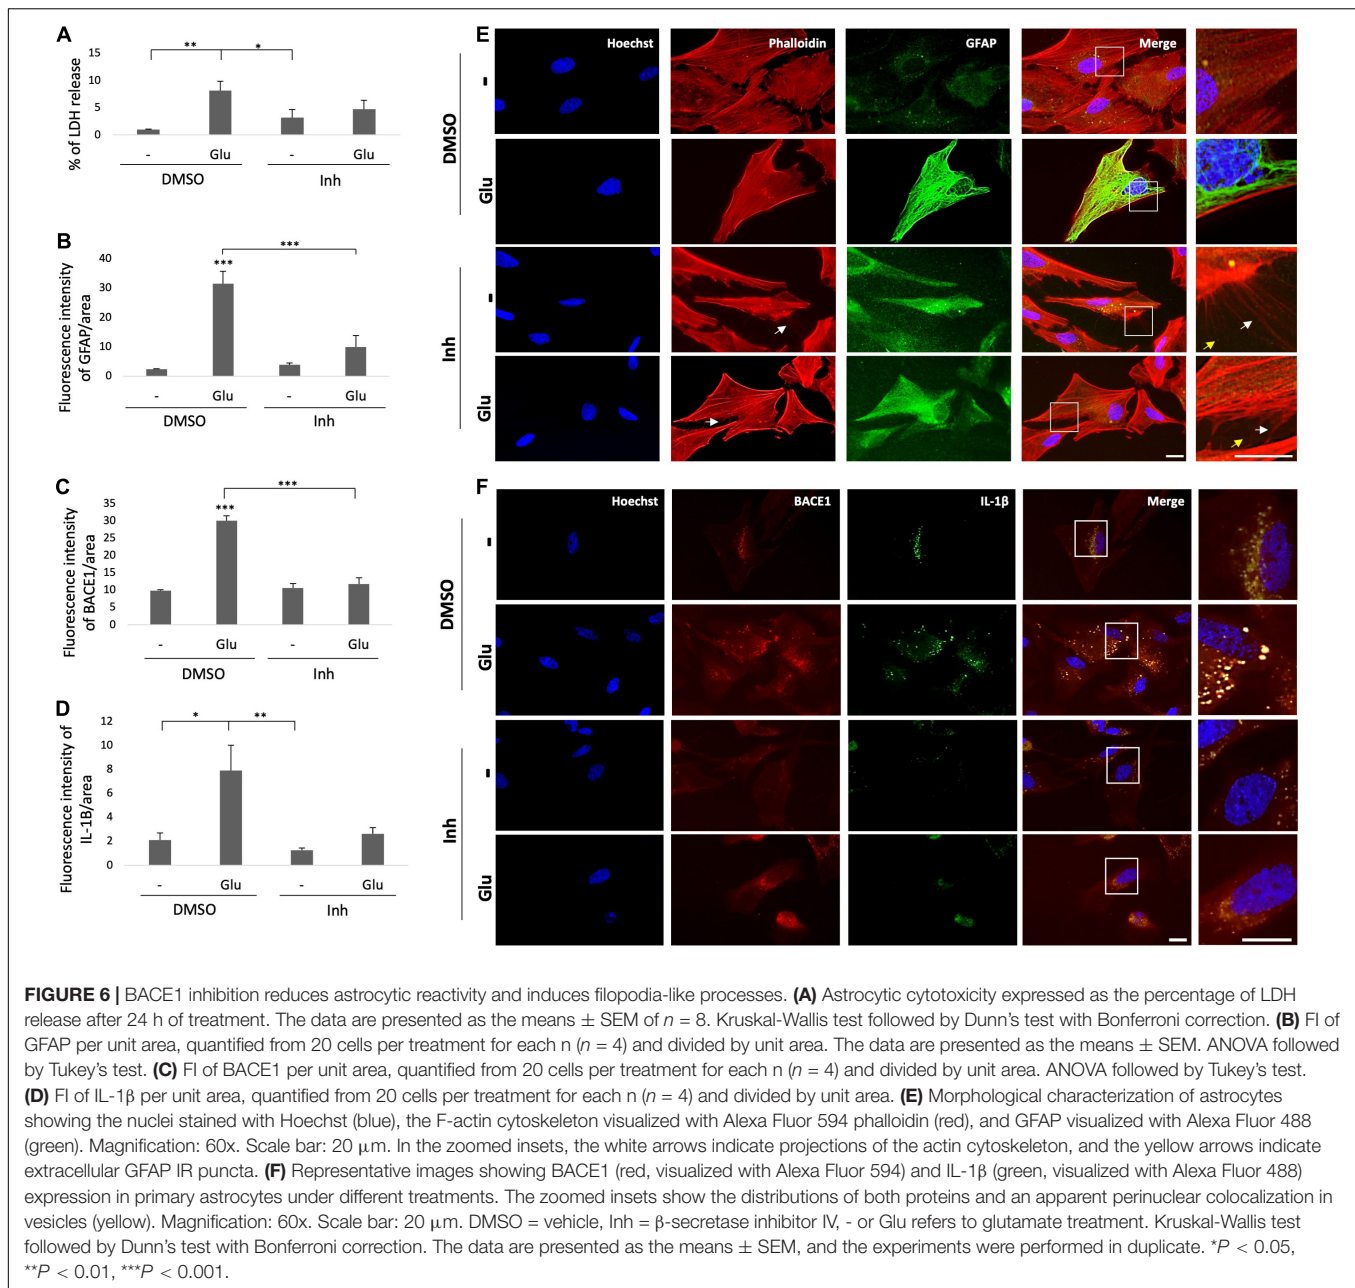 A
% of LDH release
15
10
5
0
** *
- Glu - Glu
DMSO Inh
B
Fluorescence intensity
of GFAP/area
40
30
20
10
0
***
***
- Glu - Glu
DMSO Inh
C
Fluorescence intensity
of BACE1/area
35
30
25
20
15
10
5
0
***
***
- Glu - Glu
DMSO Inh
D
Fluorescence intensity of
IL-1B/area
12
10
8
6
4
2
0
* **
- Glu - Glu
DMSO Inh
E
Hoechst Phalloidin GFAP Merge
DMSO
-
Glu
Inh
-
Glu
F
Hoechst BACE1 IL-1β Merge
DMSO
-
Glu
Inh
-
Glu
FIGURE 6 | BACE1 inhibition reduces astrocytic reactivity and induces filopodia-like processes. (A) Astrocytic cytotoxicity expressed as the percentage of LDH
release after 24 h of treatment. The data are presented as the means ± SEM of n = 8. Kruskal-Wallis test followed by Dunn's test with Bonferroni correction. (B) FI of
GFAP per unit area, quantified from 20 cells per treatment for each n (n = 4) and divided by unit area. The data are presented as the means ± SEM. ANOVA followed
by Tukey's test. (C) FI of BACE1 per unit area, quantified from 20 cells per treatment for each n (n = 4) and divided by unit area. ANOVA followed by Tukey's test.
(D) FI of IL-1β per unit area, quantified from 20 cells per treatment for each n (n = 4) and divided by unit area. (E) Morphological characterization of astrocytes
showing the nuclei stained with Hoechst (blue), the F-actin cytoskeleton visualized with Alexa Fluor 594 phalloidin (red), and GFAP visualized with Alexa Fluor 488
(green). Magnification: 60x. Scale bar: 20 μm. In the zoomed insets, the white arrows indicate projections of the actin cytoskeleton, and the yellow arrows indicate
extracellular GFAP IR puncta. (F) Representative images showing BACE1 (red, visualized with Alexa Fluor 594) and IL-1β (green, visualized with Alexa Fluor 488)
expression in primary astrocytes under different treatments. The zoomed insets show the distributions of both proteins and an apparent perinuclear colocalization in
vesicles (yellow). Magnification: 60x. Scale bar: 20 μm. DMSO = vehicle, Inh = β-secretase inhibitor IV, - or Glu refers to glutamate treatment. Kruskal-Wallis test
followed by Dunn's test with Bonferroni correction. The data are presented as the means ± SEM, and the experiments were performed in duplicate. *P < 0.05,
**P < 0.01, ***P < 0.001.